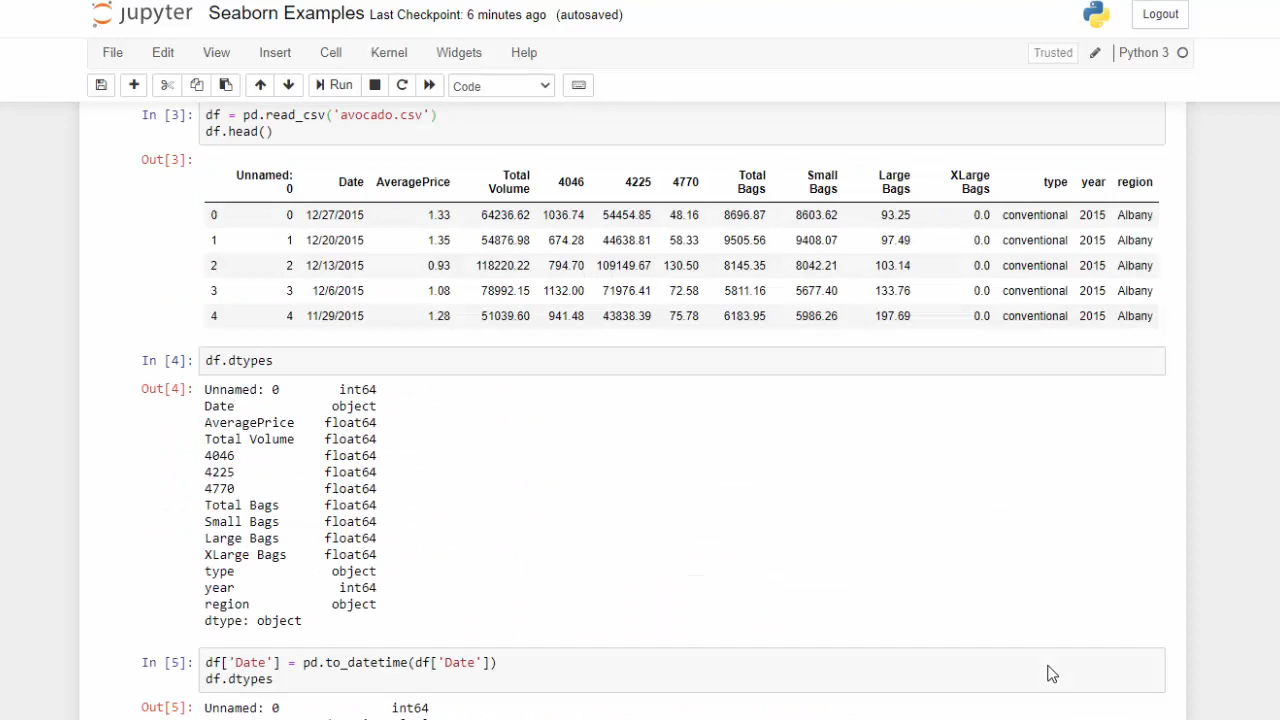 jupyter Seaborn Examples Last Checkpoint: 6 minutes ago (autosaved) Logout
File Edit View Insert Cell Kernel Widgets Help Trusted Python 3
Run Code
In [3]: df = pd.read_csv('avocado.csv')
df.head()
Out[3]:
Unnamed: 0 Date AveragePrice Total Volume 4046 4225 4770 Total Bags Small Bags Large Bags XLarge Bags type year region
0 0 12/27/2015 1.33 64236.62 1036.74 54454.85 48.16 8696.87 8603.62 93.25 0.0 conventional 2015 Albany
1 1 12/20/2015 1.35 54876.98 674.28 44638.81 58.33 9505.56 9408.07 97.49 0.0 conventional 2015 Albany
2 2 12/13/2015 0.93 118220.22 794.70 109149.67 130.50 8145.35 8042.21 103.14 0.0 conventional 2015 Albany
3 3 12/6/2015 1.08 78992.15 1132.00 71976.41 72.58 5811.16 5677.40 133.76 0.0 conventional 2015 Albany
4 4 11/29/2015 1.28 51039.60 941.48 43838.39 75.78 6183.95 5986.26 197.69 0.0 conventional 2015 Albany
In [4]: df.dtypes
Out[4]: Unnamed: 0 int64
Date object
AveragePrice float64
Total Volume float64
4046 float64
4225 float64
4770 float64
Total Bags float64
Small Bags float64
Large Bags float64
XLarge Bags float64
type object
year int64
region object
dtype: object
In [5]: df['Date'] = pd.to_datetime(df['Date'])
df.dtypes
Out[5]: Unnamed: 0 int64